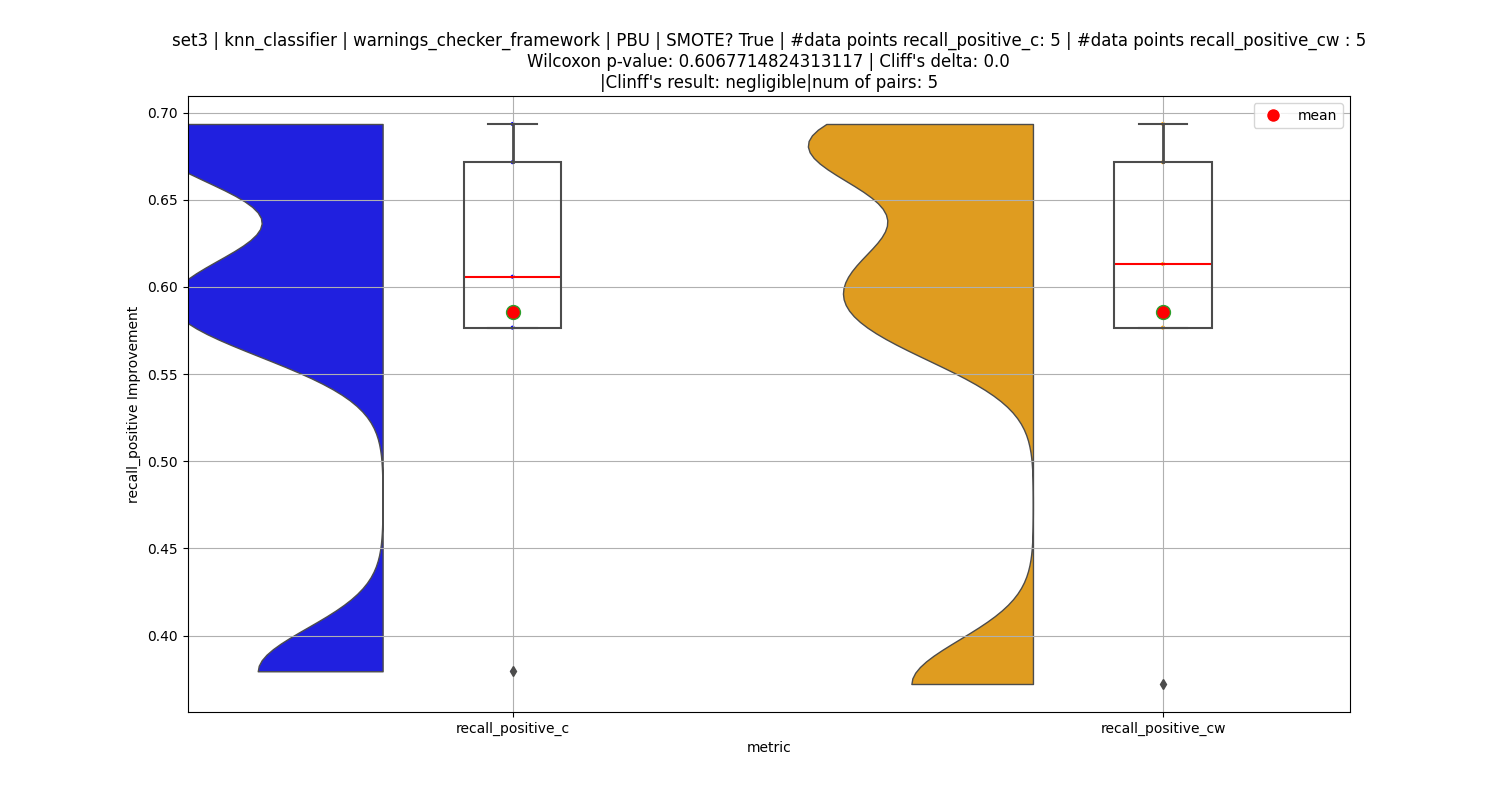 set3 | knn_classifier | warnings_checker_framework | PBU | SMOTE? True | #data points recall_positive_c: 5 | #data points recall_positive_cw : 5
Wilcoxon p-value: 0.6067714824313117 | Cliff's delta: 0.0
|Clinff's result: negligible|num of pairs: 5
mean
recall_positive Improvement
0.70
0.65
0.60
0.55
0.50
0.45
0.40
recall_positive_c
recall_positive_cw
metric